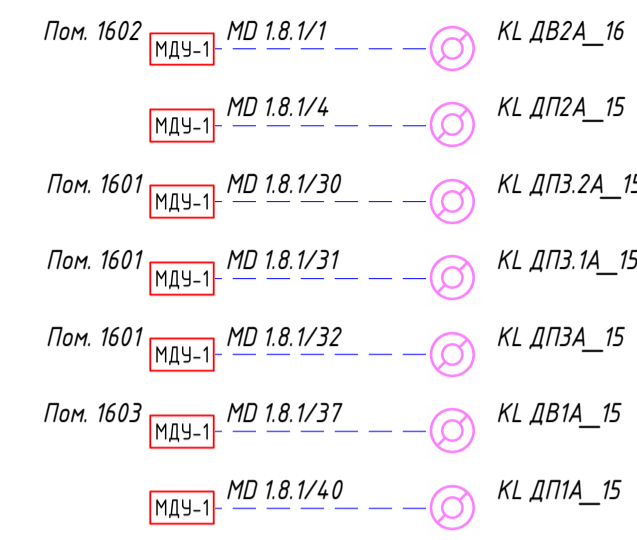 Пом. 1602 МДУ-1 MD 1.8.1/1 KL ДВ2А__16
МДУ-1 MD 1.8.1/4 KL ДП2А__15
Пом. 1601 МДУ-1 MD 1.8.1/30 KL ДП3.2А__15
Пом. 1601 МДУ-1 MD 1.8.1/31 KL ДП3.1А__15
Пом. 1601 МДУ-1 MD 1.8.1/32 KL ДП3А__15
Пом. 1603 МДУ-1 MD 1.8.1/37 KL ДВ1А__15
МДУ-1 MD 1.8.1/40 KL ДП1А__15